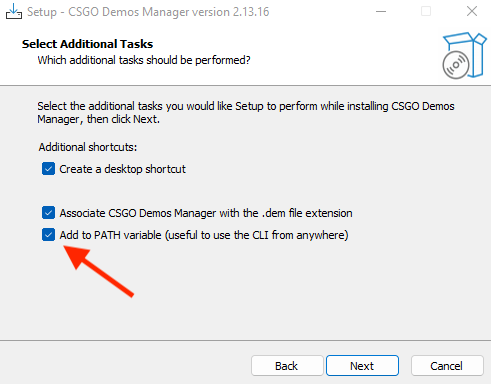 Setup - CSGO Demos Manager version 2.13.16
Select Additional Tasks
Which additional tasks should be performed?
Select the additional tasks you would like Setup to perform while installing CSGO Demos
Manager, then click Next.
Additional shortcuts:
Create a desktop shortcut
Associate CSGO Demos Manager with the .dem file extension
Add to PATH variable (useful to use the CLI from anywhere)
Back
Next
Cancel